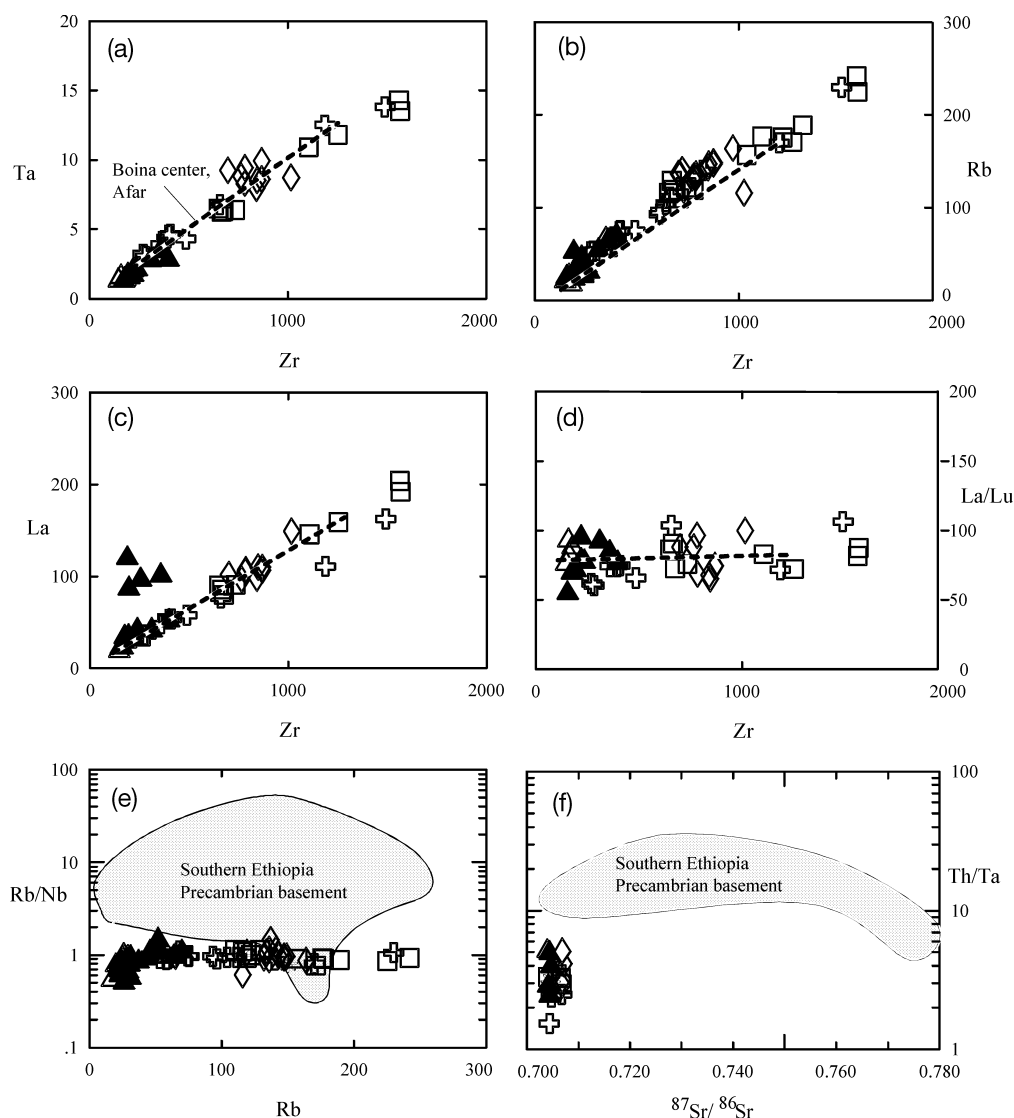 (a)
20
15
10
5
0
Ta
Boina center,
Afar
0 1000 2000
Zr
(b)
300
200
100
0
Rb
0 1000 2000
Zr
(c)
300
200
100
0
La
0 1000 2000
Zr
(d)
200
150
100
50
0
La/Lu
0 1000 2000
Zr
(e)
100
10
1
.1
Rb/Nb
Southern Ethiopia
Precambrian basement
0 100 200 300
Rb
(f)
100
10
1
Th/Ta
Southern Ethiopia
Precambrian basement
0.700 0.720 0.740 0.760 0.780
⁸⁷Sr/ ⁸⁶Sr